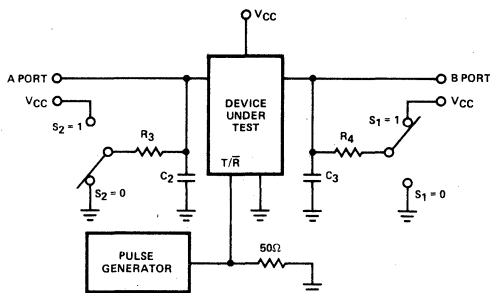 VCC
A PORT
B PORT
VCC
VCC
DEVICE
UNDER
TEST
S2 = 1
S1 = 1
R3
R4
T/R̅
C2
C3
S2 = 0
S1 = 0
PULSE
GENERATOR
50Ω